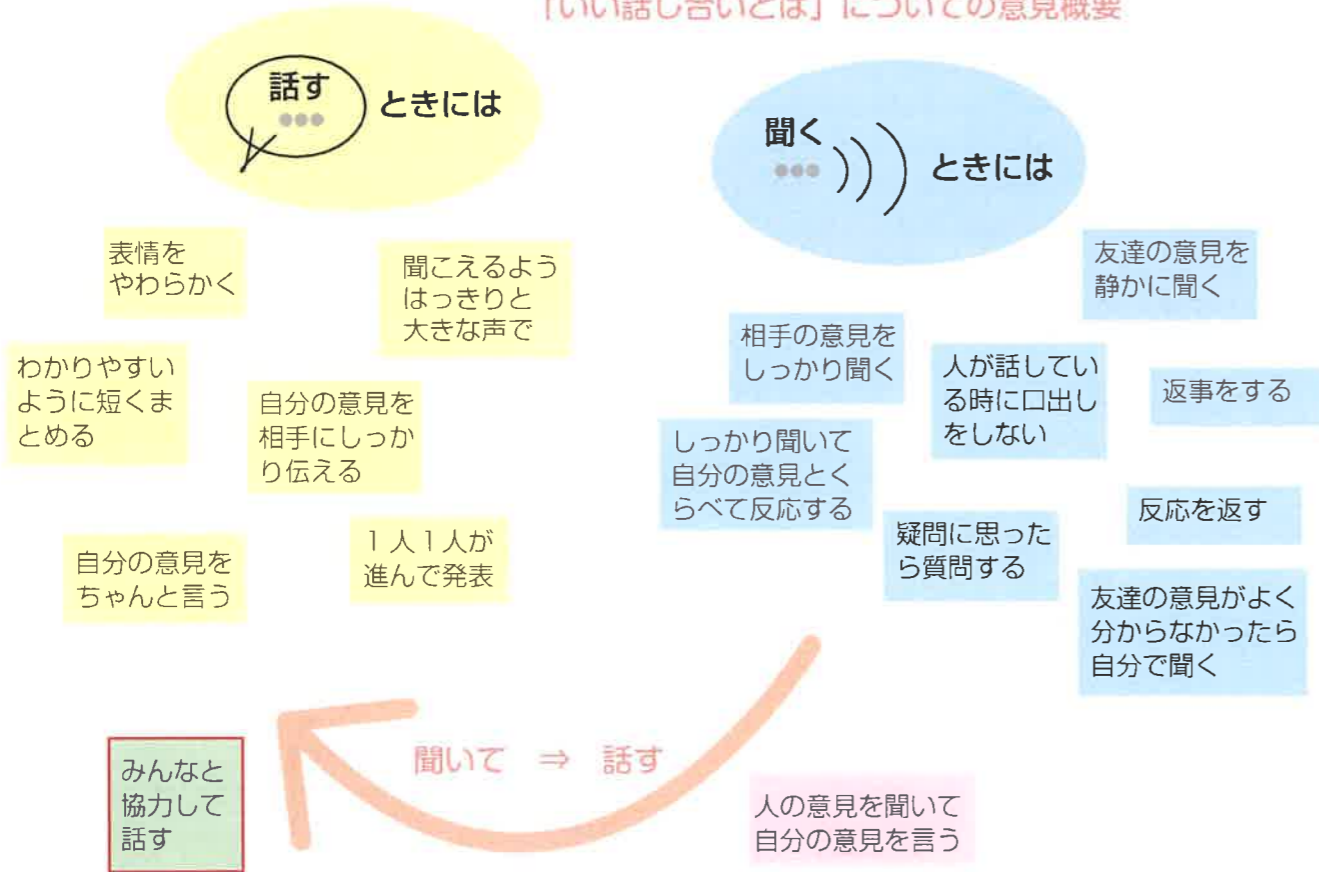 「いい話し合いとは」についての意見概要
話す
ときには
表情を
やわらかく
聞こえるよう
はっきりと
大きな声で
わかりやすい
ように短くま
とめる
自分の意見を
相手にしっか
り伝える
自分の意見を
ちゃんと言う
1人1人が
進んで発表
聞く
ときには
友達の意見を
静かに聞く
相手の意見を
しっかり聞く
人が話してい
る時に口出し
をしない
返事をする
しっかり聞いて
自分の意見とく
らべて反応する
疑問に思った
ら質問する
反応を返す
友達の意見がよく
分からなかったら
自分で聞く
聞いて ⇒ 話す
みんなと
協力して
話す
人の意見を聞いて
自分の意見を言う